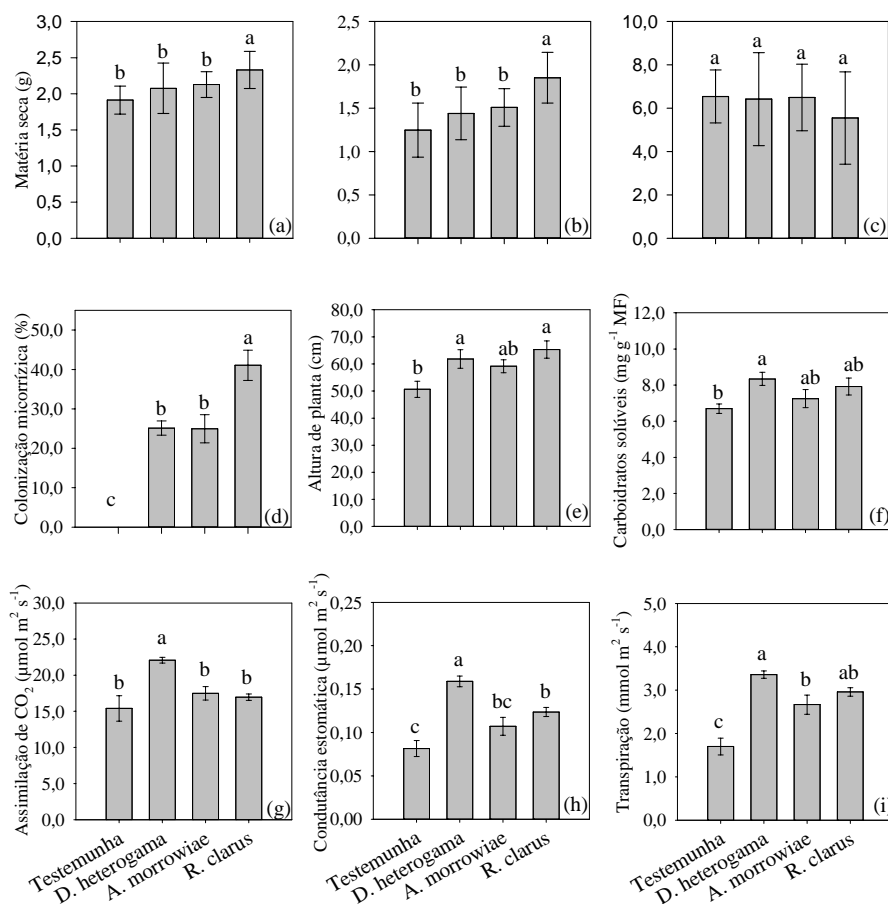 Matéria seca (g)
3,0
2,5
2,0
1,5
1,0
0,5
0,0
b
b
b
a
(a)
2,5
2,0
1,5
1,0
0,5
0,0
b
b
b
a
(b)
10,0
8,0
6,0
4,0
2,0
0,0
a
a
a
a
(c)
Colonização micorrízica (%)
50,0
40,0
30,0
20,0
10,0
0,0
c
b
b
a
(d)
Altura de planta (cm)
80,0
70,0
60,0
50,0
40,0
30,0
20,0
10,0
0,0
b
a
ab
a
(e)
Carboidratos solúveis (mg g-1 MF)
12,0
10,0
8,0
6,0
4,0
2,0
0,0
b
a
ab
ab
(f)
Assimilação de CO2 (µmol m2 s-1)
30,0
25,0
20,0
15,0
10,0
5,0
0,0
b
a
b
b
(g)
Testemunha
D. heterogama
A. morrowiae
R. clarus
Condutância estomática (µmol m2 s-1)
0,25
0,20
0,15
0,10
0,05
0,00
c
a
bc
b
(h)
Testemunha
D. heterogama
A. morrowiae
R. clarus
Transpiração (mmol m2 s-1)
5,0
4,0
3,0
2,0
1,0
0,0
c
a
b
ab
(i)
Testemunha
D. heterogama
A. morrowiae
R. clarus